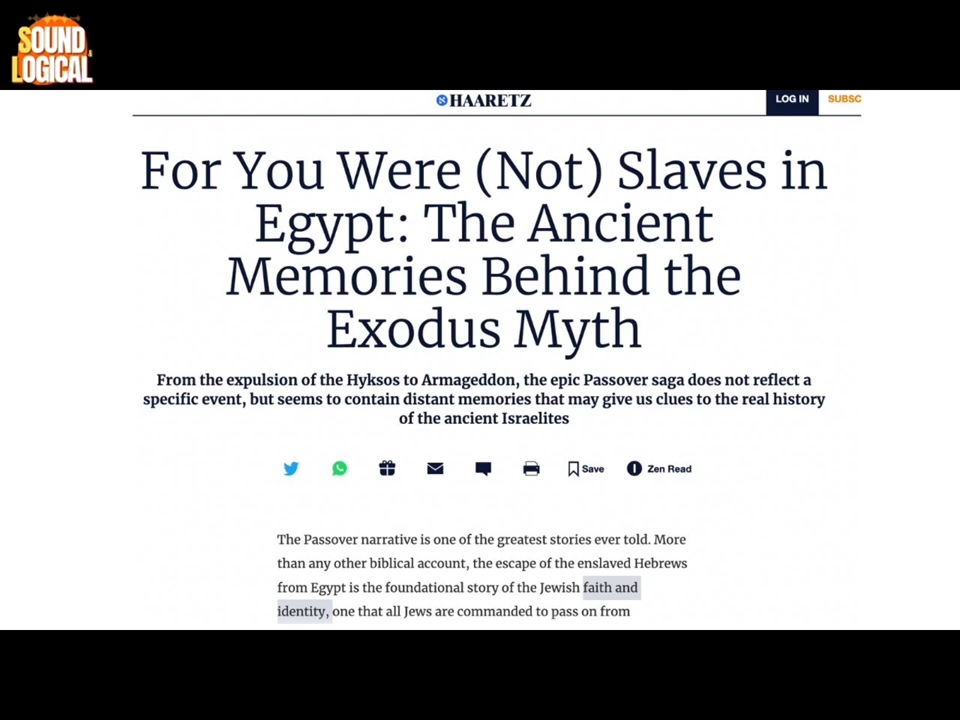 SOUND
LOGICAL
HAARETZ
LOG IN
SUBSC
For You Were (Not) Slaves in
Egypt: The Ancient
Memories Behind the
Exodus Myth
From the expulsion of the Hyksos to Armageddon, the epic Passover saga does not reflect a
specific event, but seems to contain distant memories that may give us clues to the real history
of the ancient Israelites
Save
Zen Read
The Passover narrative is one of the greatest stories ever told. More
than any other biblical account, the escape of the enslaved Hebrews
from Egypt is the foundational story of the Jewish faith and
identity, one that all Jews are commanded to pass on from